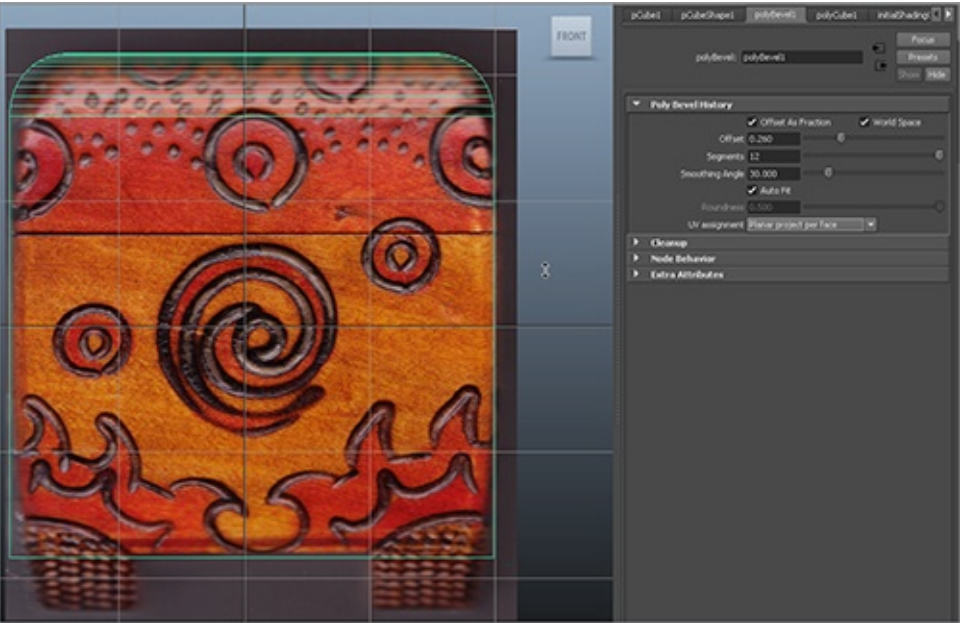 pCube1 pCubeShape1 polyBevel1 polyCube1 initialShading
FRONT
Focus
polyBevel: polyBevel1
Presets
Show Hide
Poly Bevel History
Offset As Fraction World Space
Offset 0.260
Segments 12
Smoothing Angle 30.000
Auto Fit
Roundness 0.500
UV assignment Planar project per face
Cleanup
Node Behavior
Extra Attributes